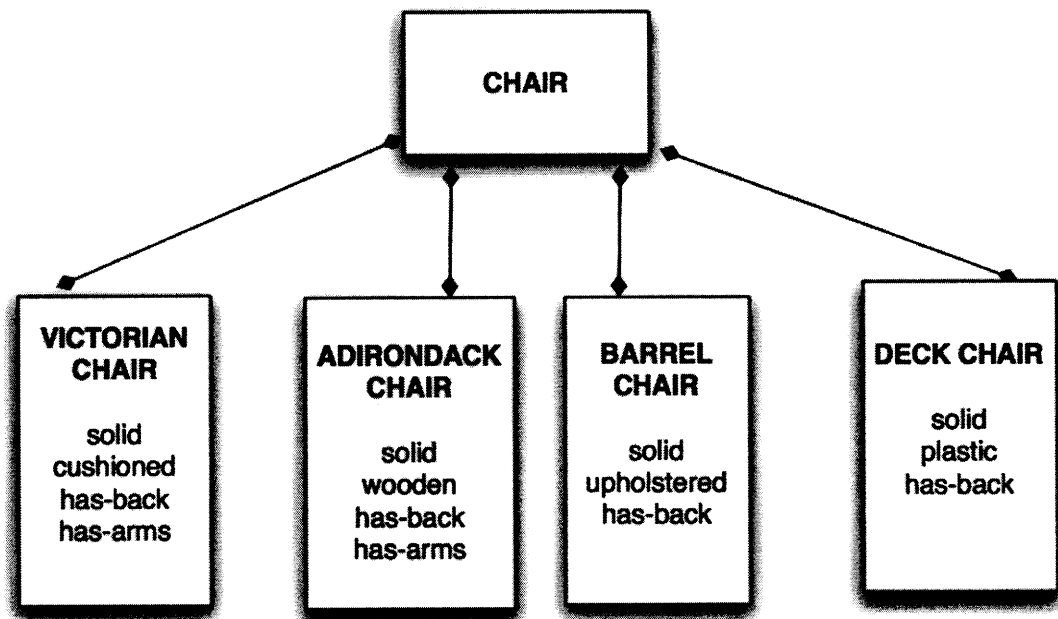 CHAIR
VICTORIAN
CHAIR
solid
cushioned
has-back
has-arms
ADIRONDACK
CHAIR
solid
wooden
has-back
has-arms
BARREL
CHAIR
solid
upholstered
has-back
DECK CHAIR
solid
plastic
has-back